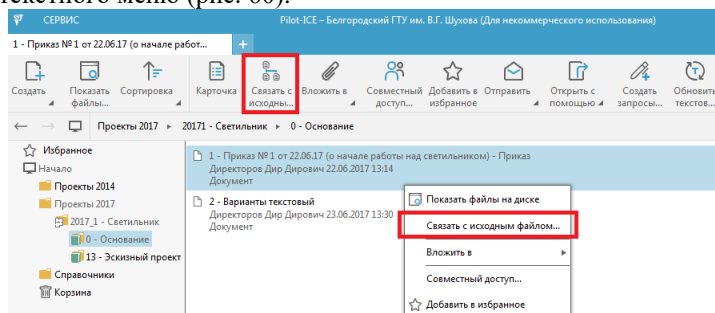 текстного меню (рис. 60).
СЕРВИС
Pilot-ICE – Белгородский ГТУ им. В.Г. Шухова (Для некоммерческого использования)
1 - Приказ № 1 от 22.06.17 (о начале работ... +
Создать
Показать файлы...
Сортировка
Карточка
Связать с исходны...
Вложить в
Совместный доступ...
Добавить в избранное
Отправить
Открыть с помощью
Создать запросы...
Обновить текстов...
Проекты 2017 ▸ 20171 - Светильник ▸ 0 - Основание
Избранное
Начало
Проекты 2014
Проекты 2017
2017_1 - Светильник
0 - Основание
13 - Эскизный проект
Справочники
Корзина
1 - Приказ № 1 от 22.06.17 (о начале работы над светильником) - Приказ
Директоров Дир Дирович 22.06.2017 13:14
Документ
2 - Варианты текстовый
Директоров Дир Дирович 23.06.2017 13:30
Документ
Показать файлы на диске
Связать с исходным файлом...
Вложить в
Совместный доступ...
Добавить в избранное